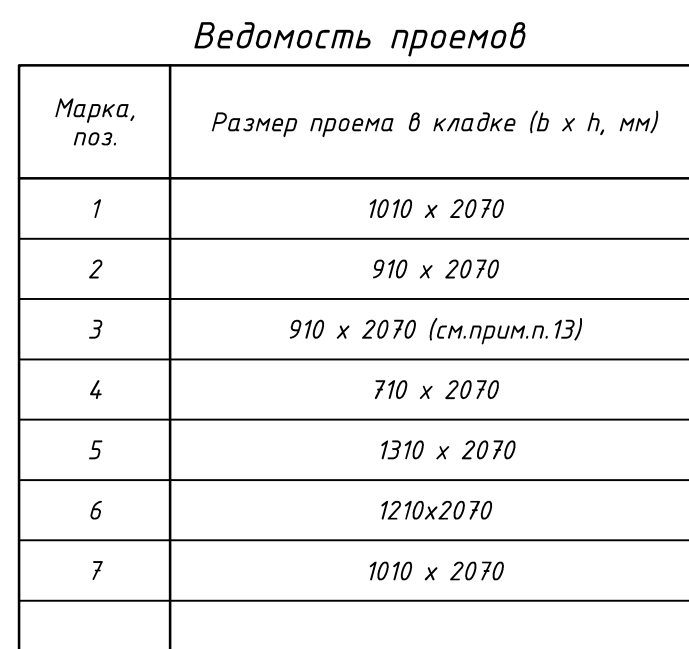 Ведомость проемов
Марка,
поз.
Размер проема в кладке (b x h, мм)
1
1010 x 2070
2
910 x 2070
3
910 x 2070 (см.прим.п.13)
4
710 x 2070
5
1310 x 2070
6
1210x2070
7
1010 x 2070